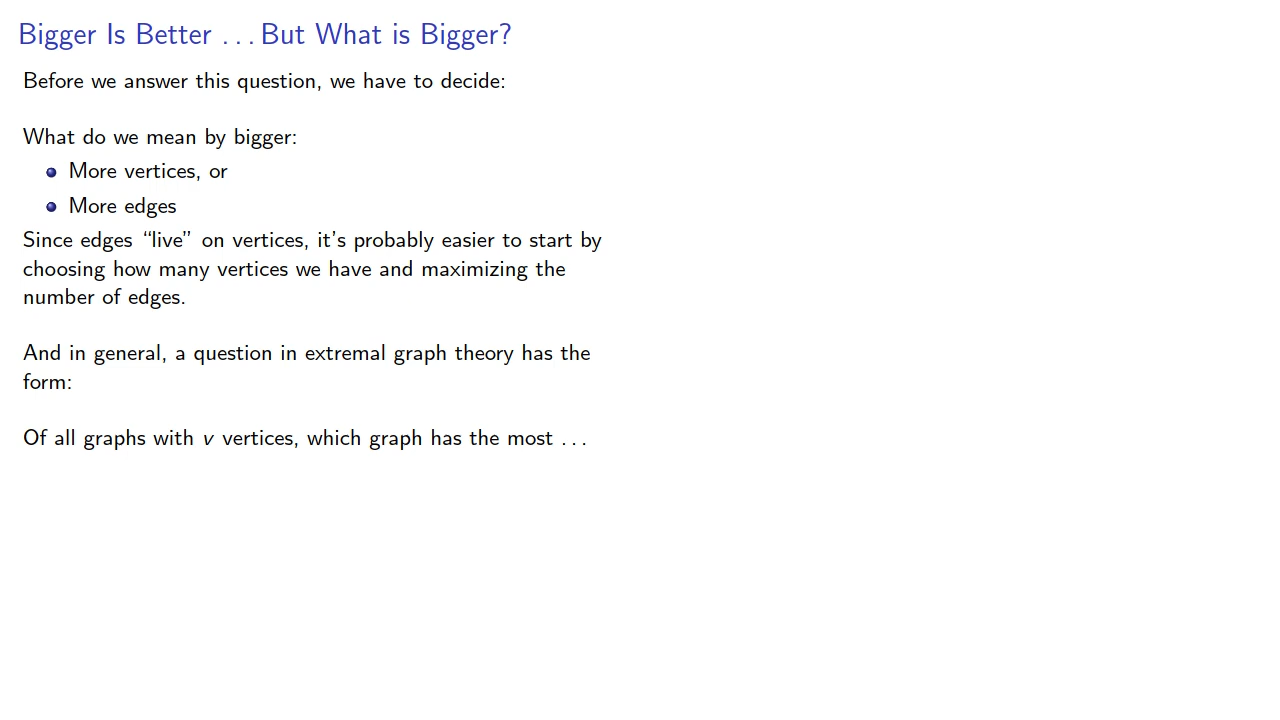 Bigger Is Better ... But What is Bigger?
Before we answer this question, we have to decide:
What do we mean by bigger:
More vertices, or
More edges
Since edges “live” on vertices, it’s probably easier to start by
choosing how many vertices we have and maximizing the
number of edges.
And in general, a question in extremal graph theory has the
form:
Of all graphs with v vertices, which graph has the most ...